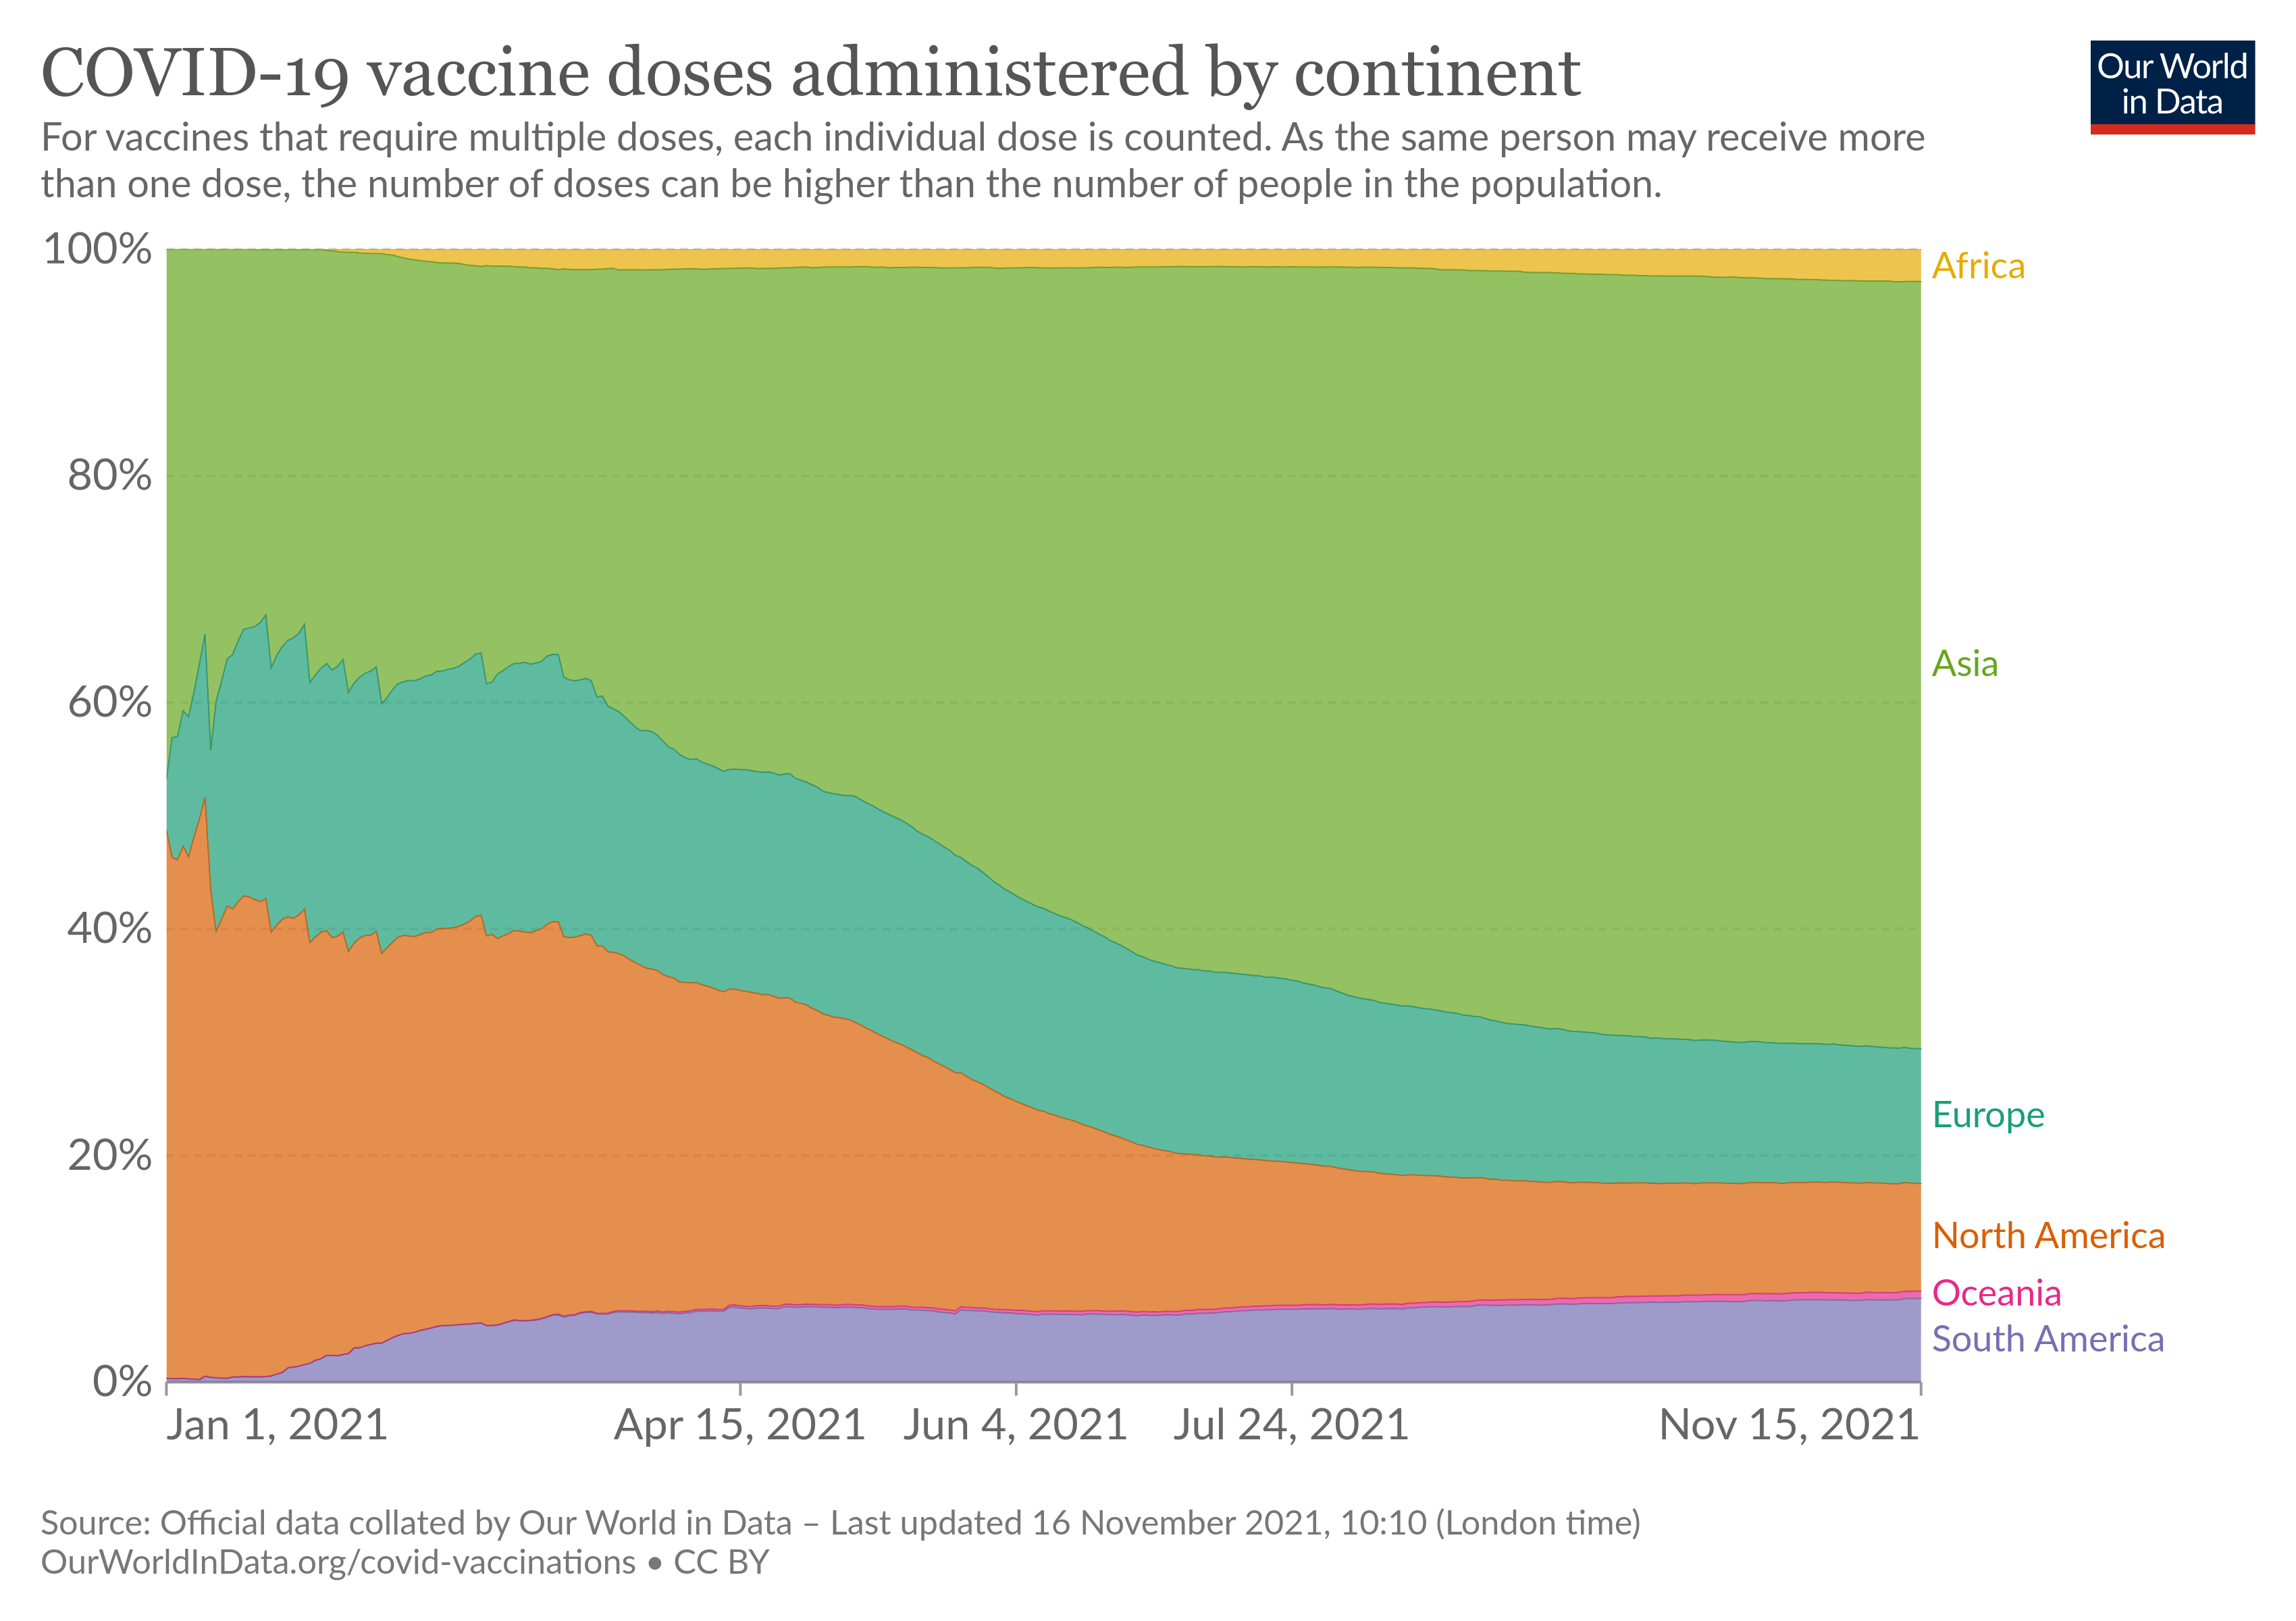 COVID-19 vaccine doses administered by continent
Our World
in Data
For vaccines that require multiple doses, each individual dose is counted. As the same person may receive more
than one dose, the number of doses can be higher than the number of people in the population.
100%
80%
60%
40%
20%
0%
Africa
Asia
Europe
North America
Oceania
South America
Jan 1, 2021
Apr 15, 2021
Jun 4, 2021
Jul 24, 2021
Nov 15, 2021
Source: Official data collated by Our World in Data – Last updated 16 November 2021, 10:10 (London time)
OurWorldInData.org/covid-vaccinations • CC BY